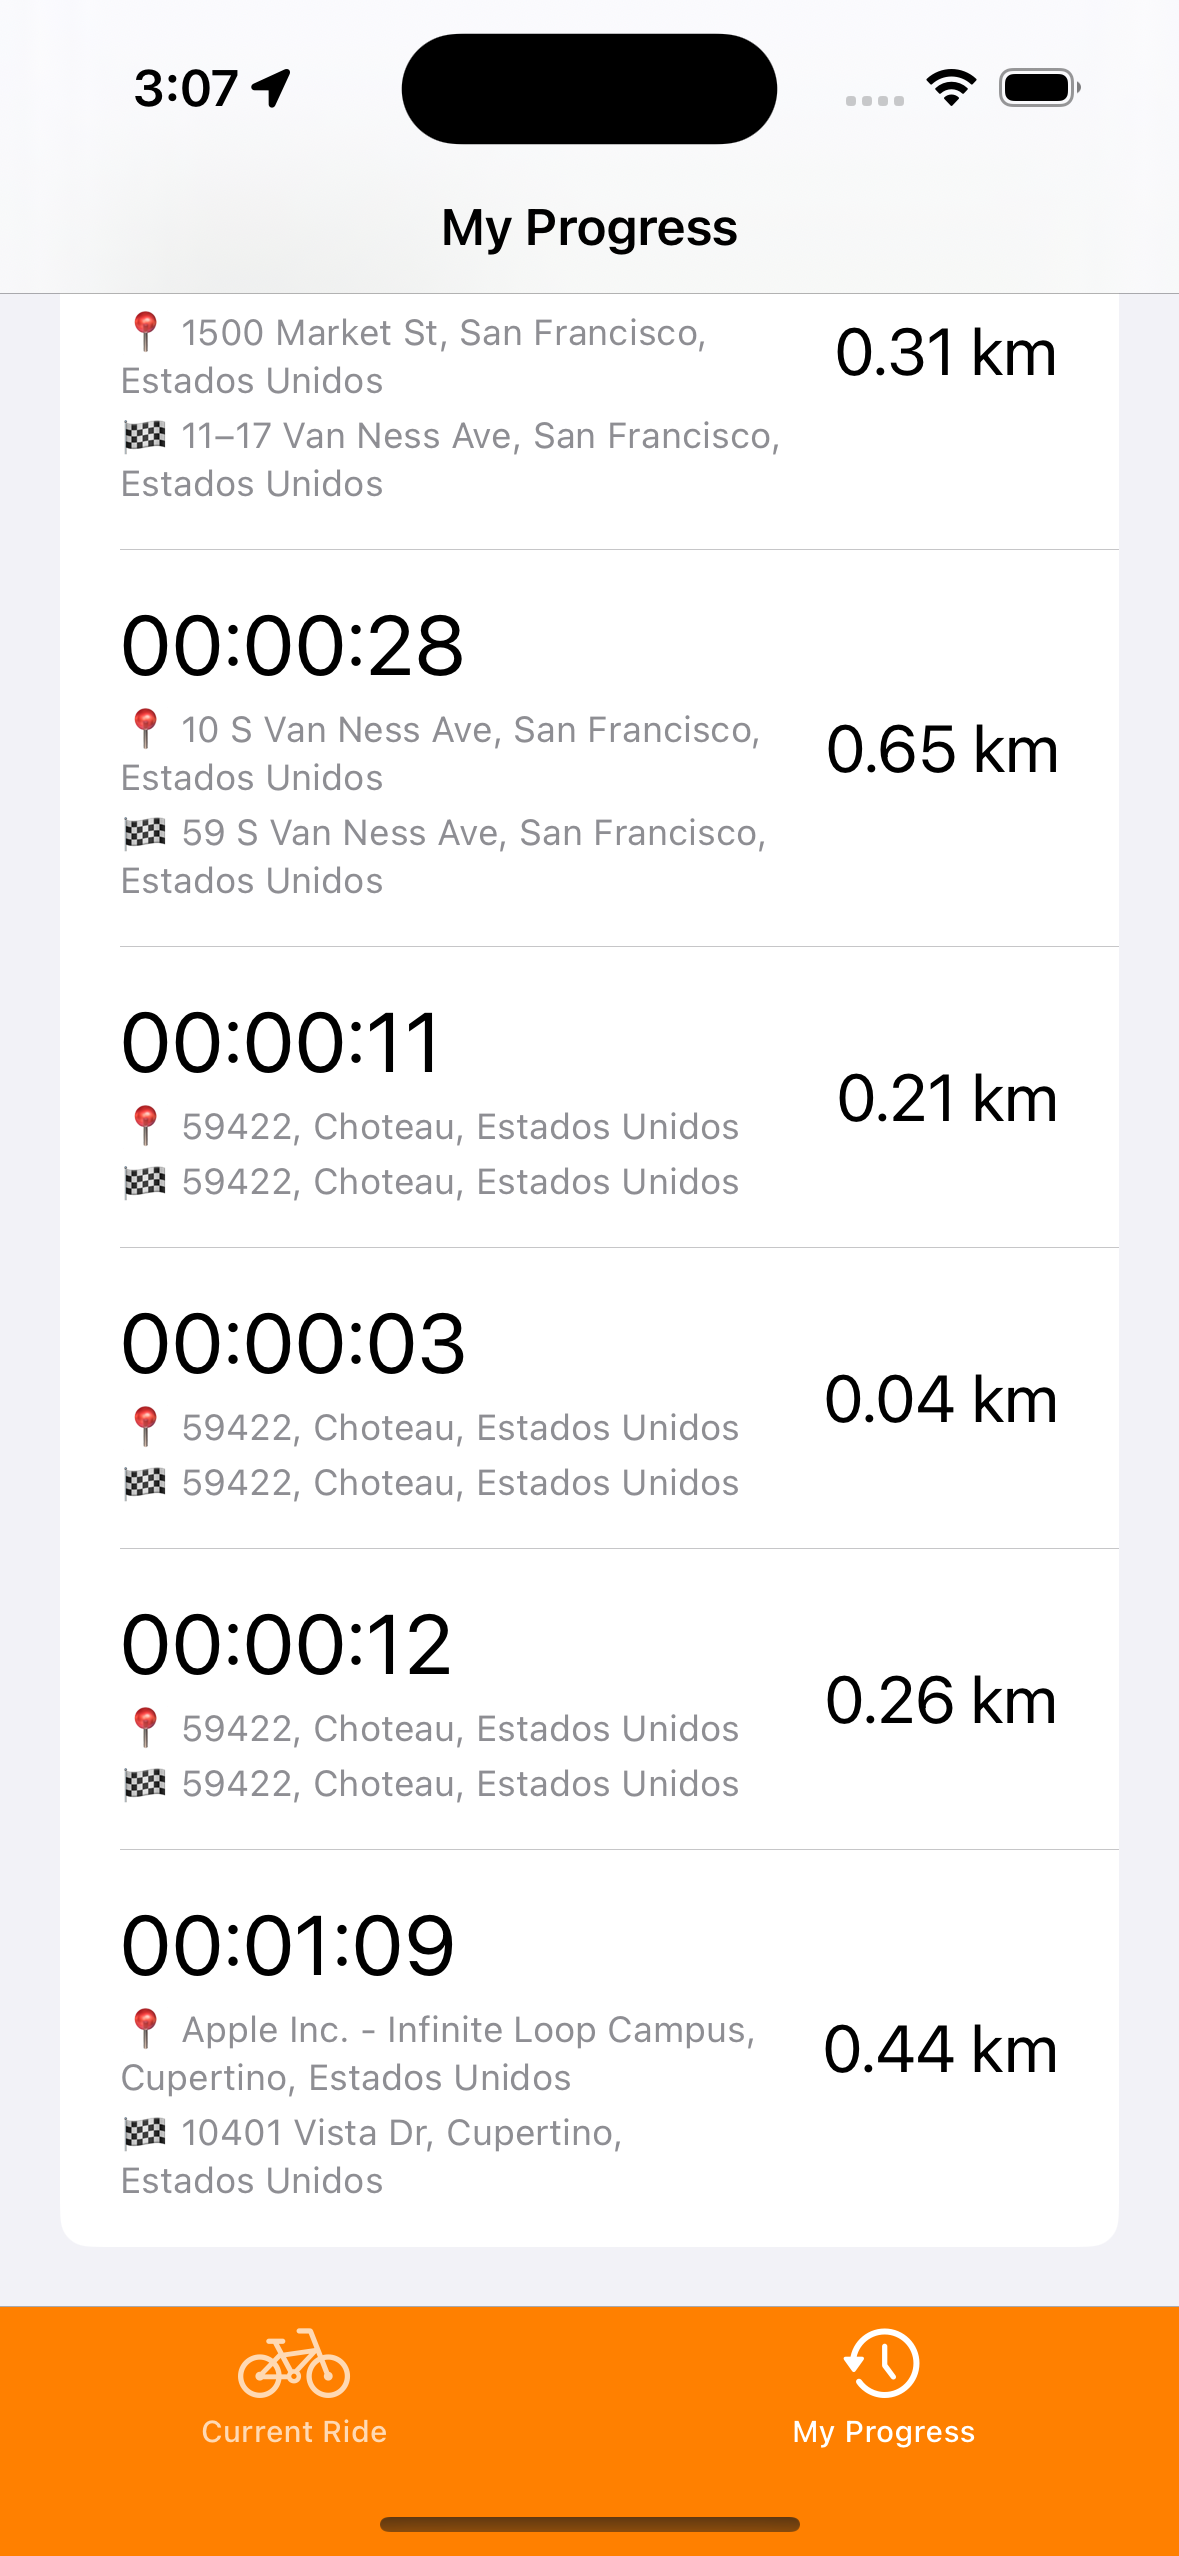 3:07
My Progress
📍 1500 Market St, San Francisco,
Estados Unidos
0.31 km
🏁 11–17 Van Ness Ave, San Francisco,
Estados Unidos
00:00:28
📍 10 S Van Ness Ave, San Francisco,
Estados Unidos
0.65 km
🏁 59 S Van Ness Ave, San Francisco,
Estados Unidos
00:00:11
📍 59422, Choteau, Estados Unidos
0.21 km
🏁 59422, Choteau, Estados Unidos
00:00:03
📍 59422, Choteau, Estados Unidos
0.04 km
🏁 59422, Choteau, Estados Unidos
00:00:12
📍 59422, Choteau, Estados Unidos
0.26 km
🏁 59422, Choteau, Estados Unidos
00:01:09
📍 Apple Inc. - Infinite Loop Campus,
Cupertino, Estados Unidos
0.44 km
🏁 10401 Vista Dr, Cupertino,
Estados Unidos
Current Ride
My Progress